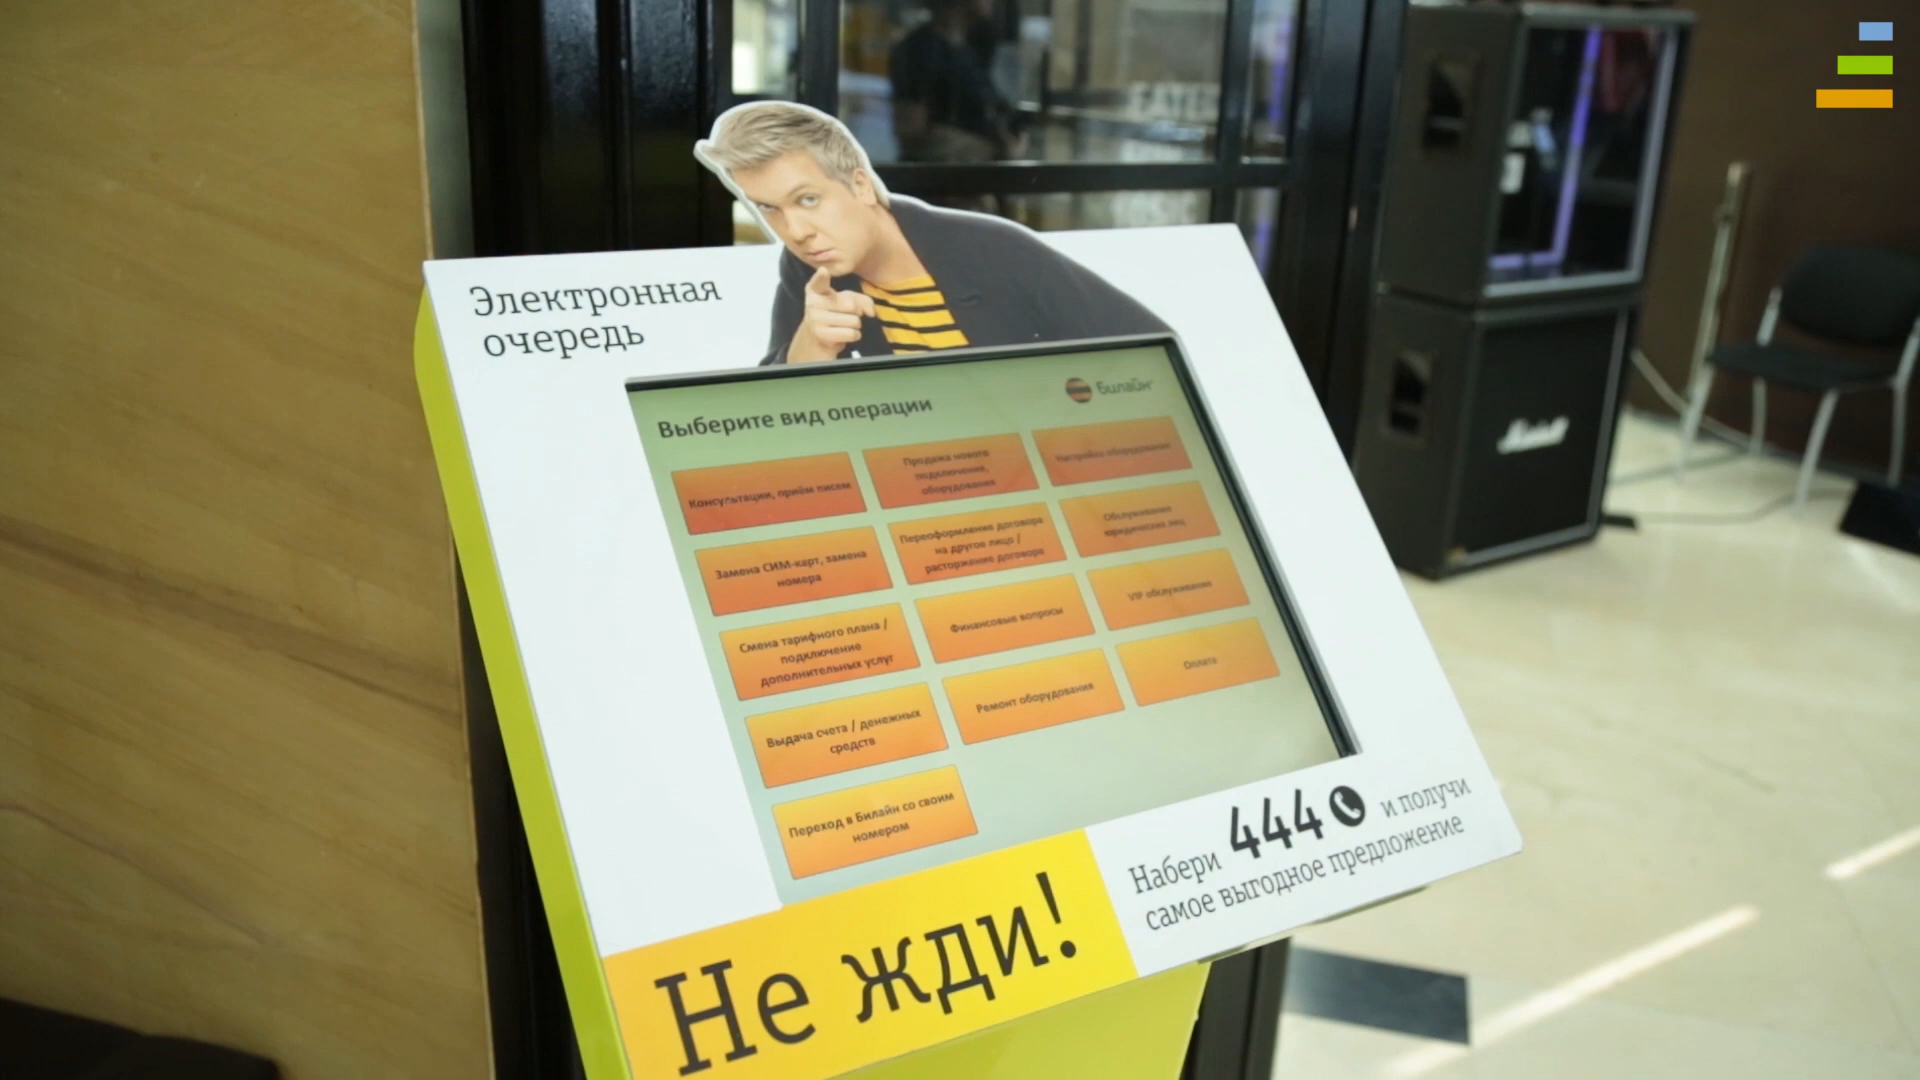 Электронная
очередь
Билайн
Выберите вид операции
Консультации, приём писем
Продажа нового
подключения,
оборудования
Настройка оборудования
Замена СИМ-карт, замена
номера
Переоформление договора
на другое лицо /
расторжение договора
Обслуживание
юридических лиц
Смена тарифного плана /
подключение
дополнительных услуг
Финансовые вопросы
VIP обслуживание
Выдача счета / денежных
средств
Ремонт оборудования
Оплата
Переход в Билайн со своим
номером
Набери 444 и получи
самое выгодное предложение
Не жди!
Marshall